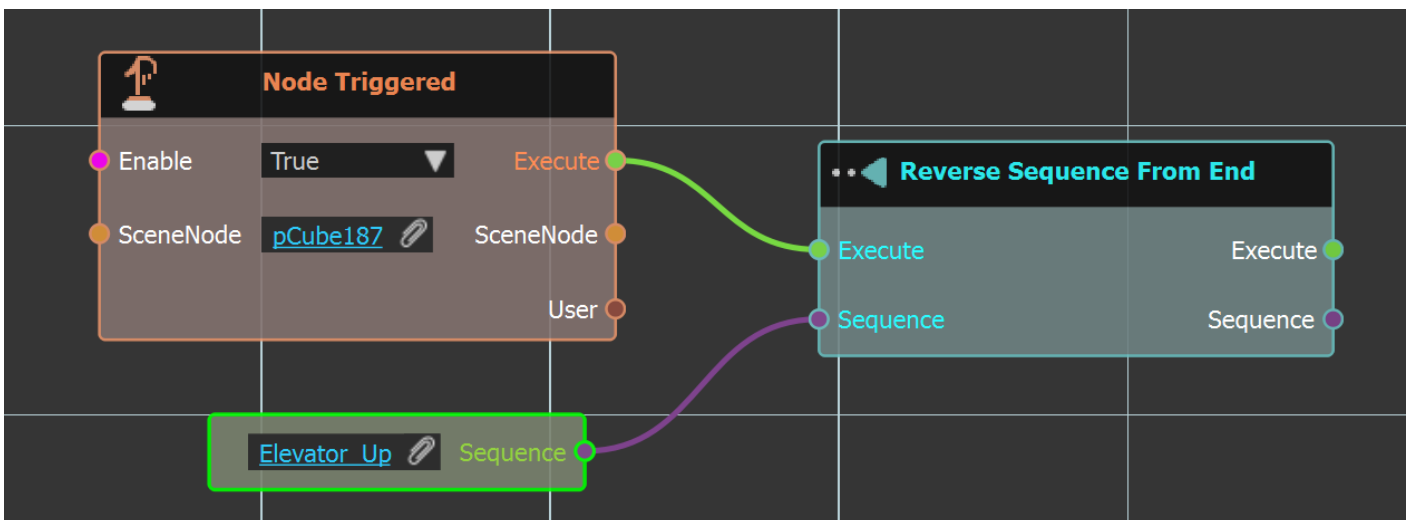 Node Triggered
Enable True Execute
SceneNode pCube187 SceneNode
User
Reverse Sequence From End
Execute Execute
Sequence Sequence
Elevator_Up Sequence